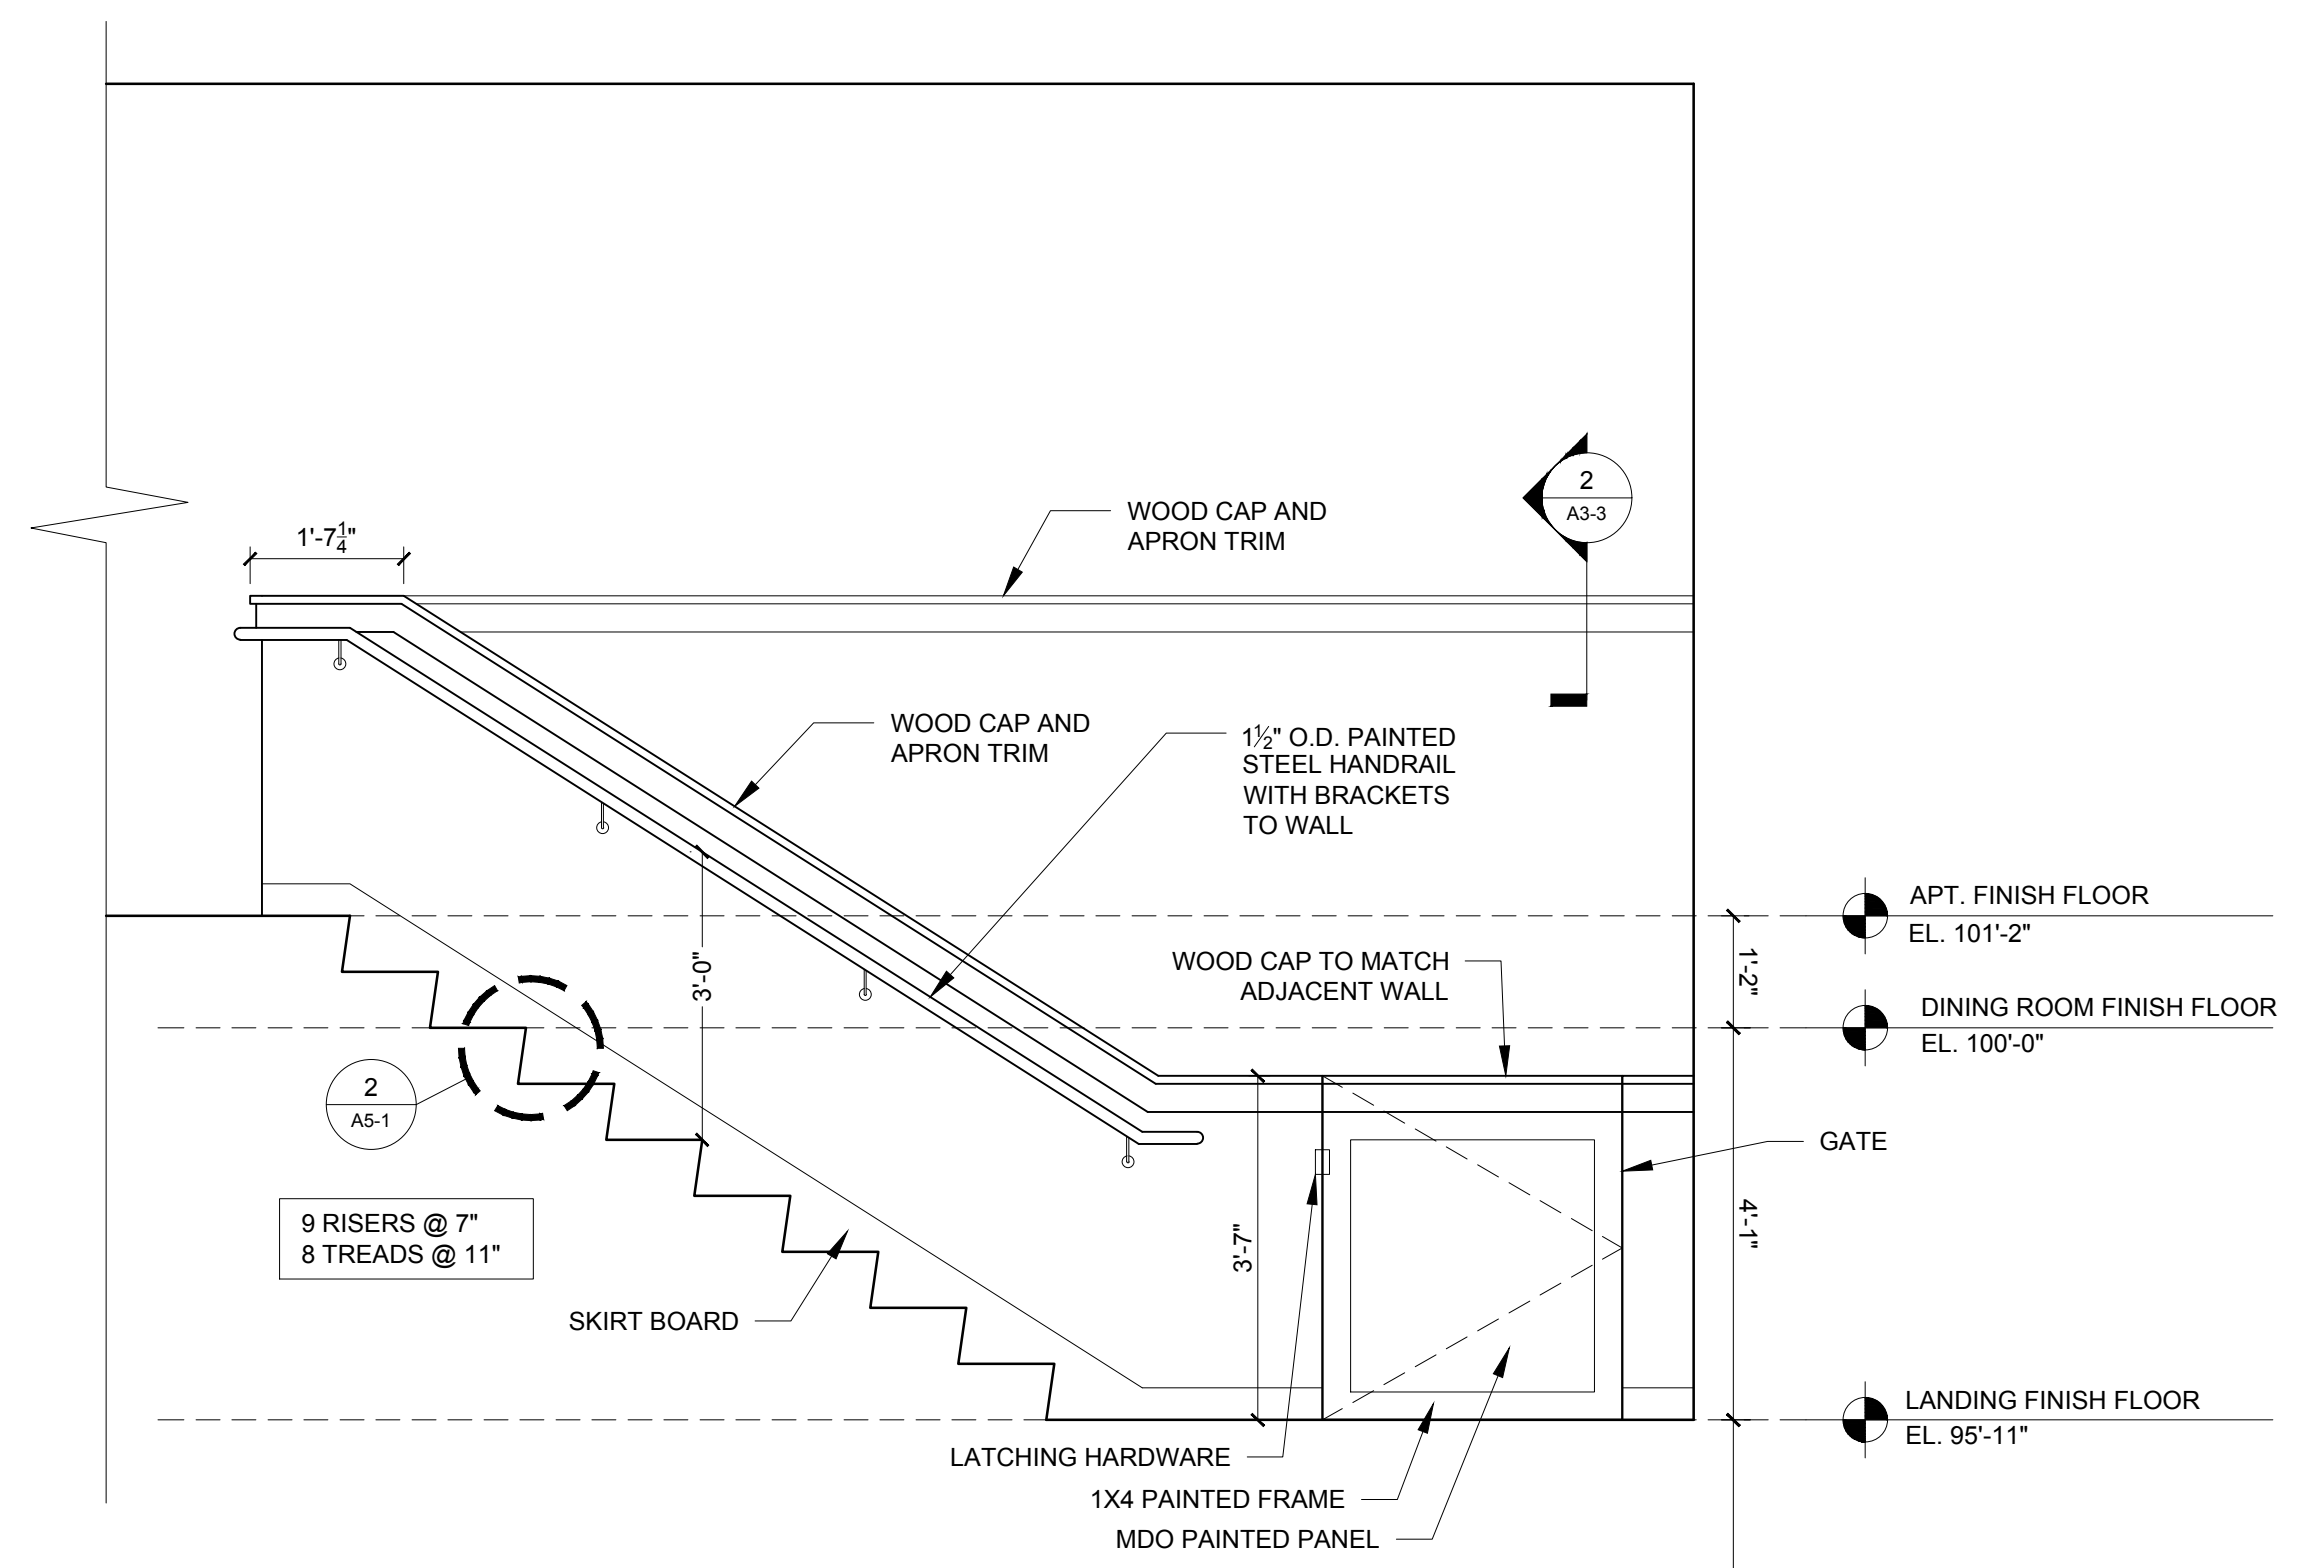 WOOD CAP AND
APRON TRIM
2
A3-3
1'-7 1/4"
WOOD CAP AND
APRON TRIM
1 1/2" O.D. PAINTED
STEEL HANDRAIL
WITH BRACKETS
TO WALL
APT. FINISH FLOOR
EL. 101'-2"
3'-0"
WOOD CAP TO MATCH
ADJACENT WALL
1'-2"
DINING ROOM FINISH FLOOR
EL. 100'-0"
2
A5-1
GATE
9 RISERS @ 7"
8 TREADS @ 11"
3'-7"
4'-1"
SKIRT BOARD
LANDING FINISH FLOOR
EL. 95'-11"
LATCHING HARDWARE
1X4 PAINTED FRAME
MDO PAINTED PANEL